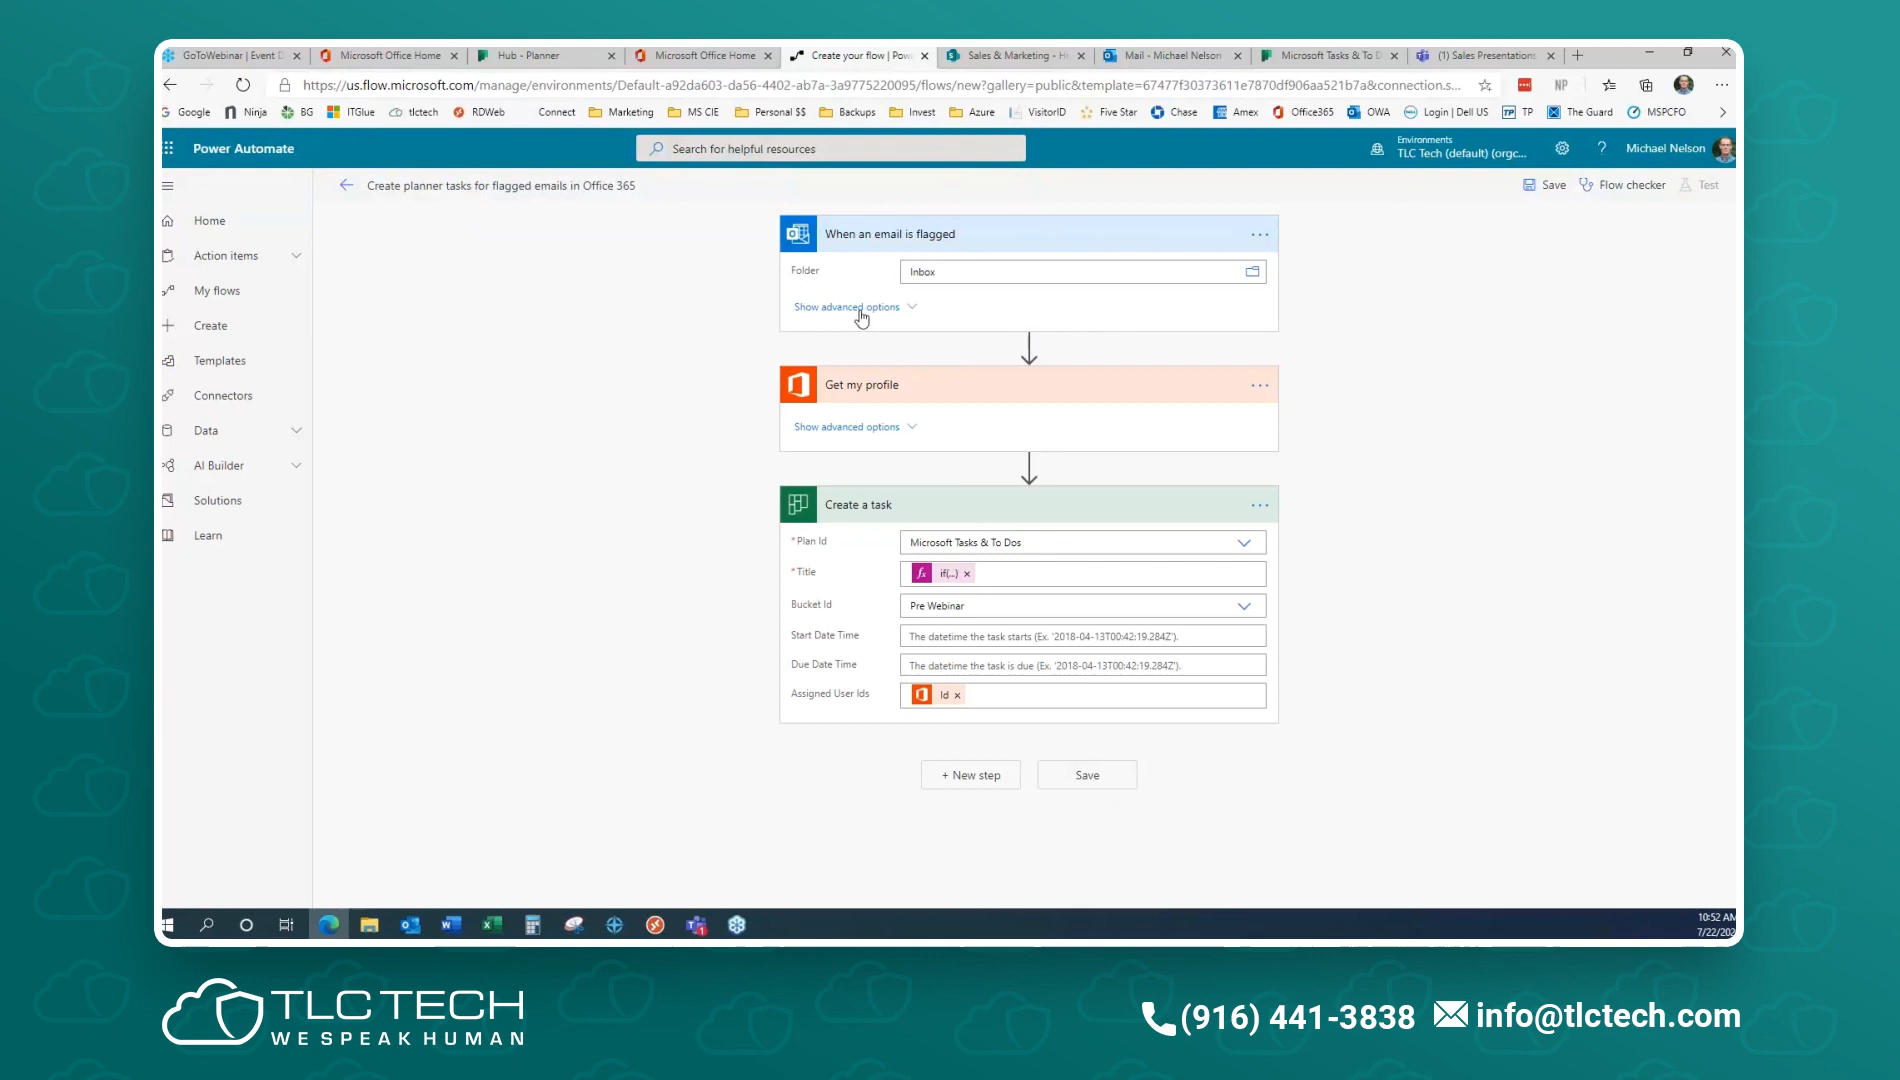 GoToWebinar | Event D
Microsoft Office Home
Hub - Planner
Microsoft Office Home
Create your flow | Pow
Sales & Marketing - H
Mail - Michael Nelson
Microsoft Tasks & To D
(1) Sales Presentations
https://us.flow.microsoft.com/manage/environments/Default-a92da603-da56-4402-ab7a-3a9775220095/flows/new?gallery=public&template=67477f30373611e7870df906aa521b7a&connection.s...
NP
Google Ninja BG ITGlue tlctech RDWeb Connect Marketing MS CIE Personal $$ Backups Invest Azure VisitorID Five Star Chase Amex Office365 OWA Login | Dell US TP The Guard MSPCFO
Power Automate
Search for helpful resources
Environments
TLC Tech (default) (orgc...
Michael Nelson
Create planner tasks for flagged emails in Office 365
Save
Flow checker
Test
Home
Action items
My flows
Create
Templates
Connectors
Data
AI Builder
Solutions
Learn
When an email is flagged
Folder
Inbox
Show advanced options
Get my profile
Show advanced options
Create a task
*Plan Id
Microsoft Tasks & To Dos
*Title
fx if(...) ×
Bucket Id
Pre Webinar
Start Date Time
The datetime the task starts (Ex. '2018-04-13T00:42:19.284Z').
Due Date Time
The datetime the task is due (Ex. '2018-04-13T00:42:19.284Z').
Assigned User Ids
Id ×
+ New step
Save
10:52 AM
7/22/202
TLC TECH
WE SPEAK HUMAN
(916) 441-3838
info@tlctech.com